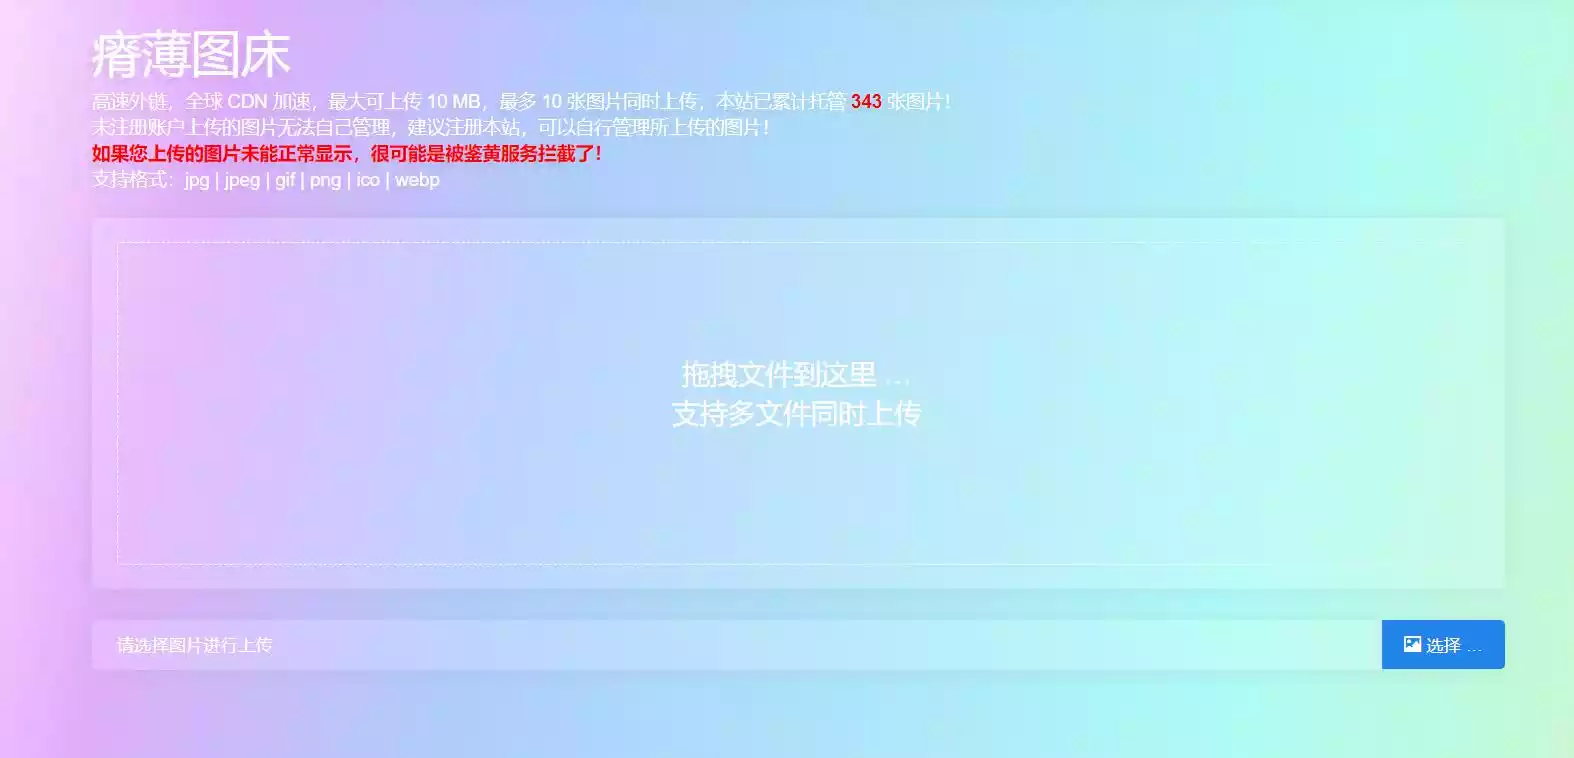 瘠薄图床
高速外链，全球 CDN 加速，最大可上传 10 MB，最多 10 张图片同时上传，本站已累计托管 343 张图片！
未注册账户上传的图片无法自己管理，建议注册本站，可以自行管理所上传的图片！
如果您上传的图片未能正常显示，很可能是被鉴黄服务拦截了！
支持格式：jpg | jpeg | gif | png | ico | webp
拖拽文件到这里 …
支持多文件同时上传
请选择图片进行上传
选择 …